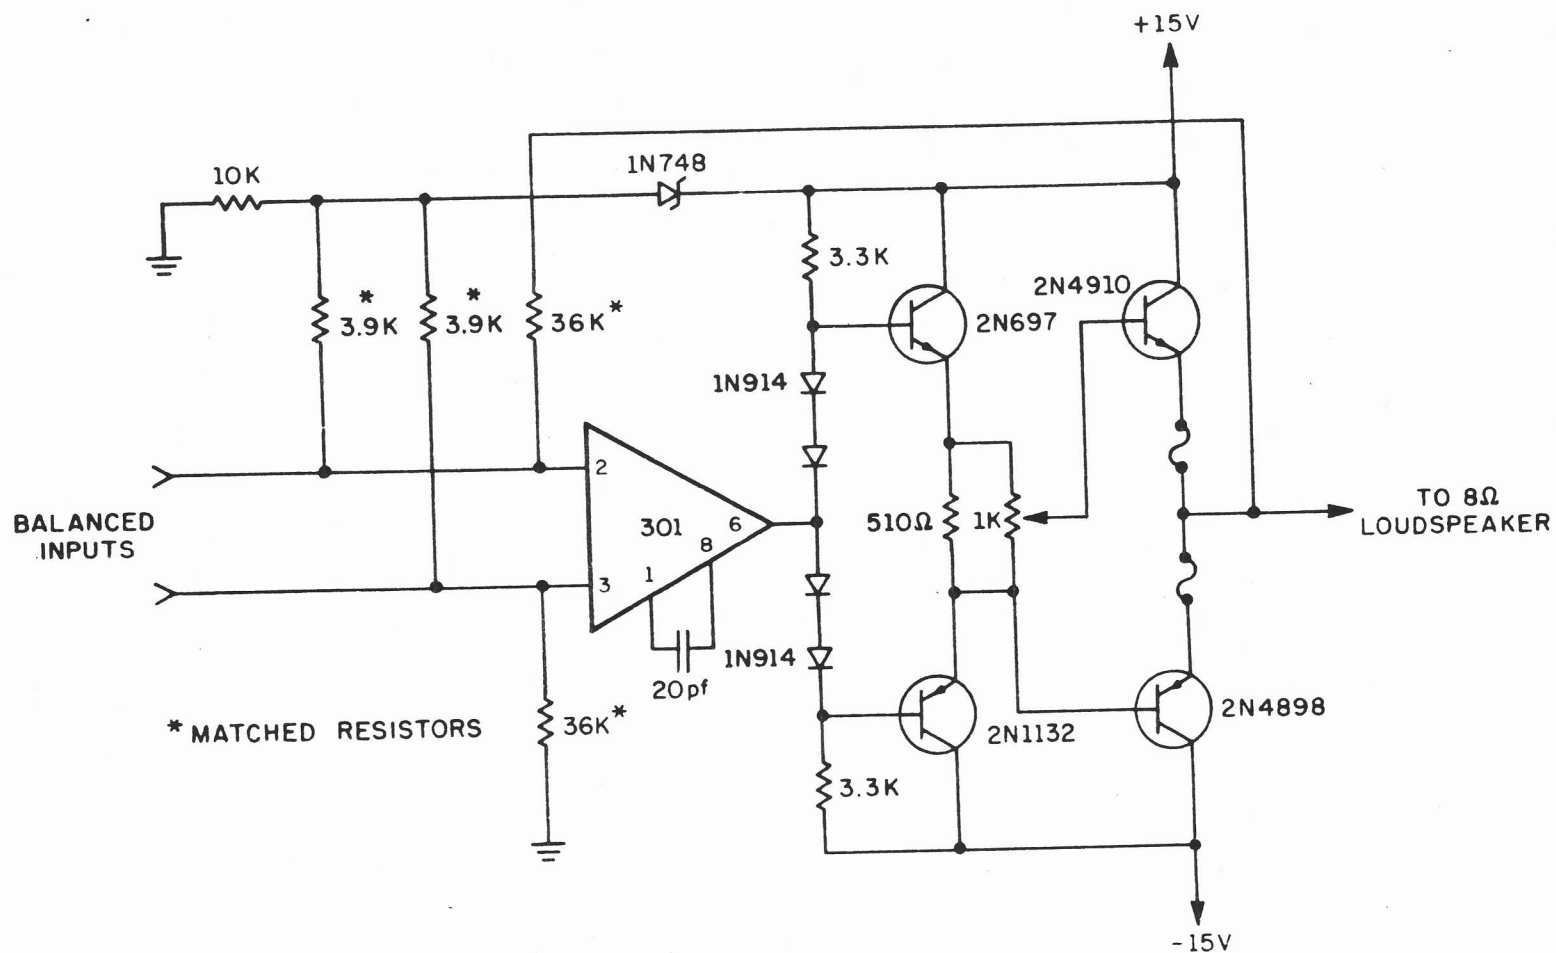 +15V
10K
1N748
3.3K
2N4910
2N697
*
3.9K
*
3.9K
36K*
1N914
BALANCED
INPUTS
2
301
6
8
1
3
510Ω
1K
TO 8Ω
LOUDSPEAKER
20pf
1N914
*MATCHED RESISTORS
36K*
2N1132
2N4898
3.3K
-15V